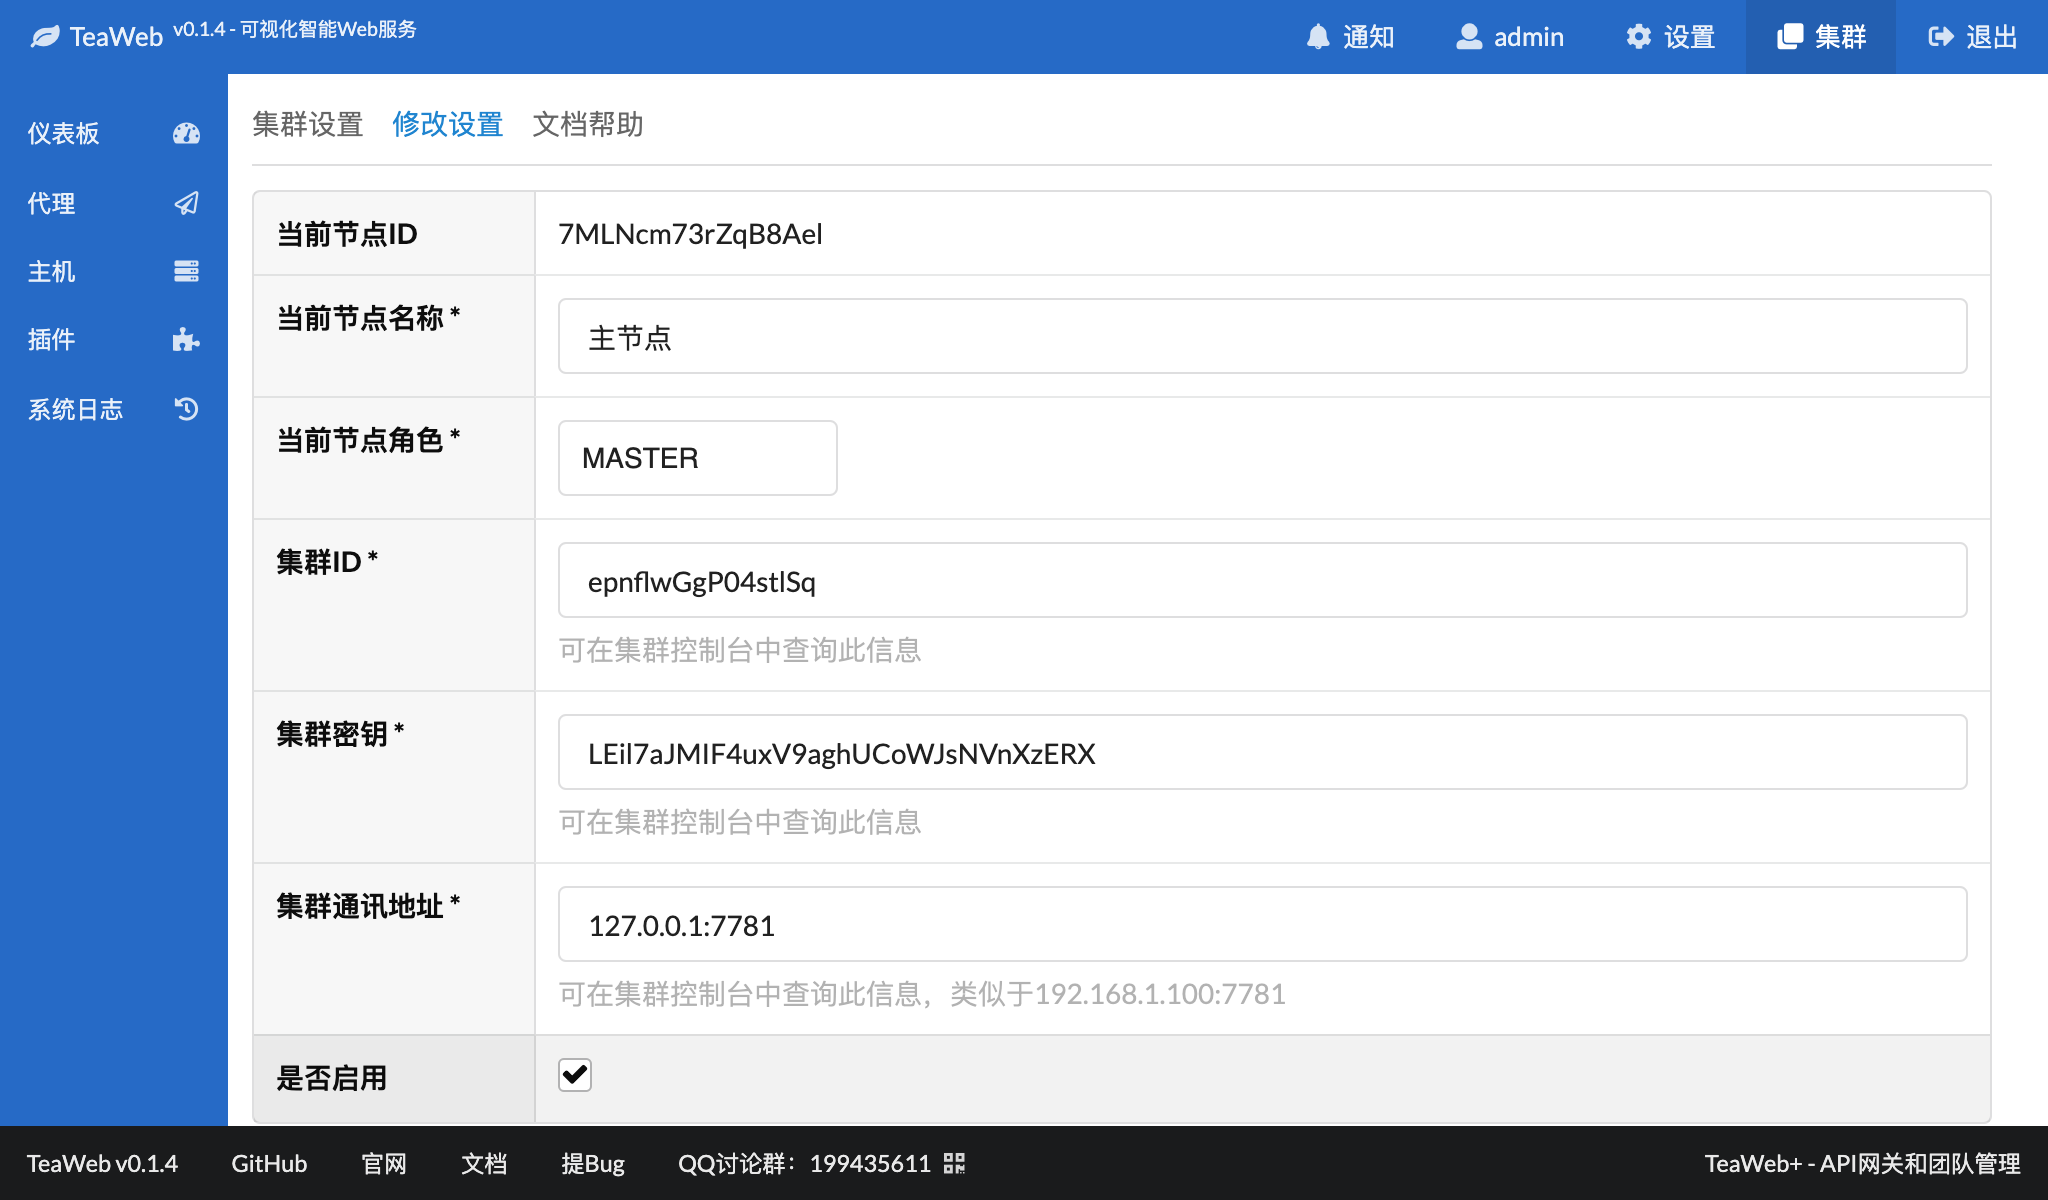 TeaWeb v0.1.4 - 可视化智能Web服务
通知
admin
设置
集群
退出
仪表板
代理
主机
插件
系统日志
集群设置 修改设置 文档帮助
当前节点ID 7MLNcm73rZqB8Ael
当前节点名称 * 主节点
当前节点角色 * MASTER
集群ID * epnflwGgP04stlSq
可在集群控制台中查询此信息
集群密钥 * LEil7aJMIF4uxV9aghUCoWJsNVnXzERX
可在集群控制台中查询此信息
集群通讯地址 * 127.0.0.1:7781
可在集群控制台中查询此信息，类似于192.168.1.100:7781
是否启用
TeaWeb v0.1.4 GitHub 官网 文档 提Bug QQ讨论群：199435611 TeaWeb+ - API网关和团队管理